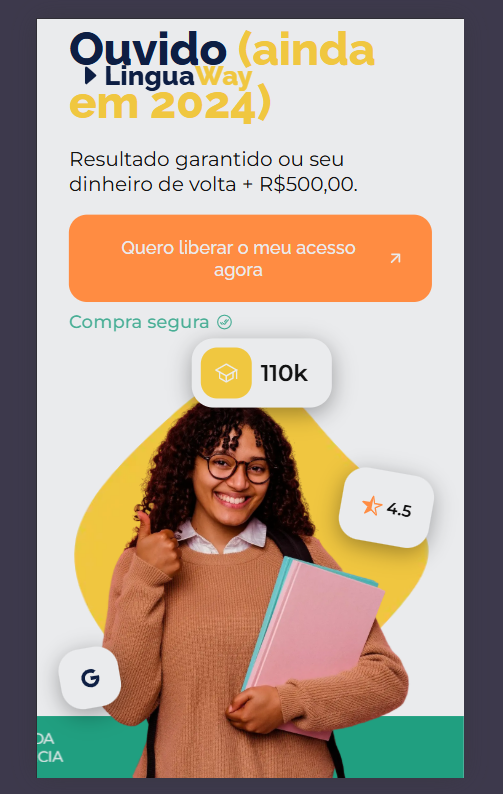 Ouvido (ainda
LinguaWay
em 2024)
Resultado garantido ou seu
dinheiro de volta + R$500,00.
Quero liberar o meu acesso
agora
Compra segura
110k
4.5
G
DA
CIA